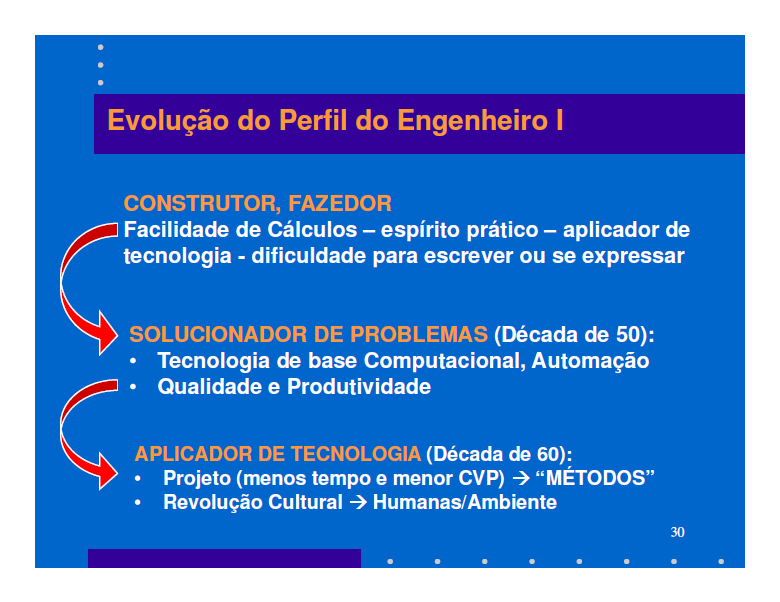 Evolução do Perfil do Engenheiro I
CONSTRUTOR, FAZEDOR
Facilidade de Cálculos – espírito prático – aplicador de
tecnologia - dificuldade para escrever ou se expressar
SOLUCIONADOR DE PROBLEMAS (Década de 50):
• Tecnologia de base Computacional, Automação
• Qualidade e Produtividade
APLICADOR DE TECNOLOGIA (Década de 60):
• Projeto (menos tempo e menor CVP) → “MÉTODOS”
• Revolução Cultural → Humanas/Ambiente
30